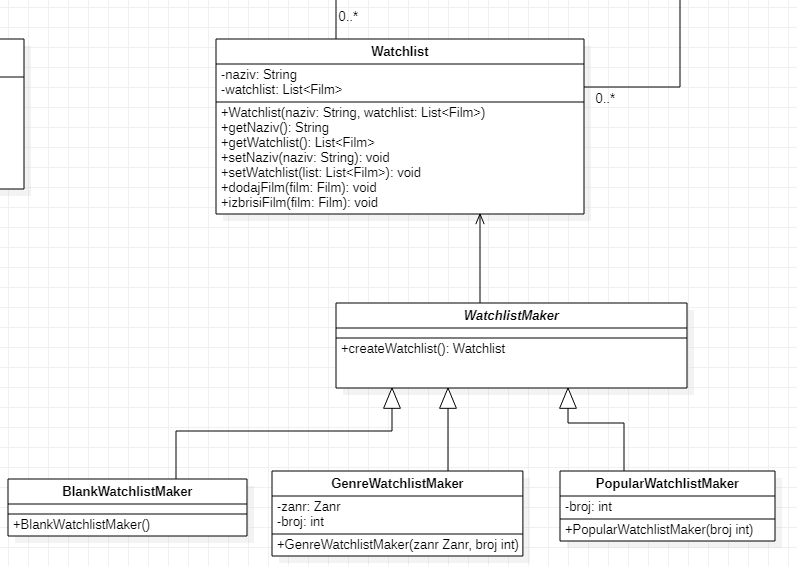 0..*
Watchlist
-naziv: String
-watchlist: List<Film>
0..*
+Watchlist(naziv: String, watchlist: List<Film>)
+getNaziv(): String
+getWatchlist(): List<Film>
+setNaziv(naziv: String): void
+setWatchlist(list: List<Film>): void
+dodajFilm(film: Film): void
+izbrisiFilm(film: Film): void
WatchlistMaker
+createWatchlist(): Watchlist
BlankWatchlistMaker
+BlankWatchlistMaker()
GenreWatchlistMaker
-zanr: Zanr
-broj: int
+GenreWatchlistMaker(zanr Zanr, broj int)
PopularWatchlistMaker
-broj: int
+PopularWatchlistMaker(broj int)